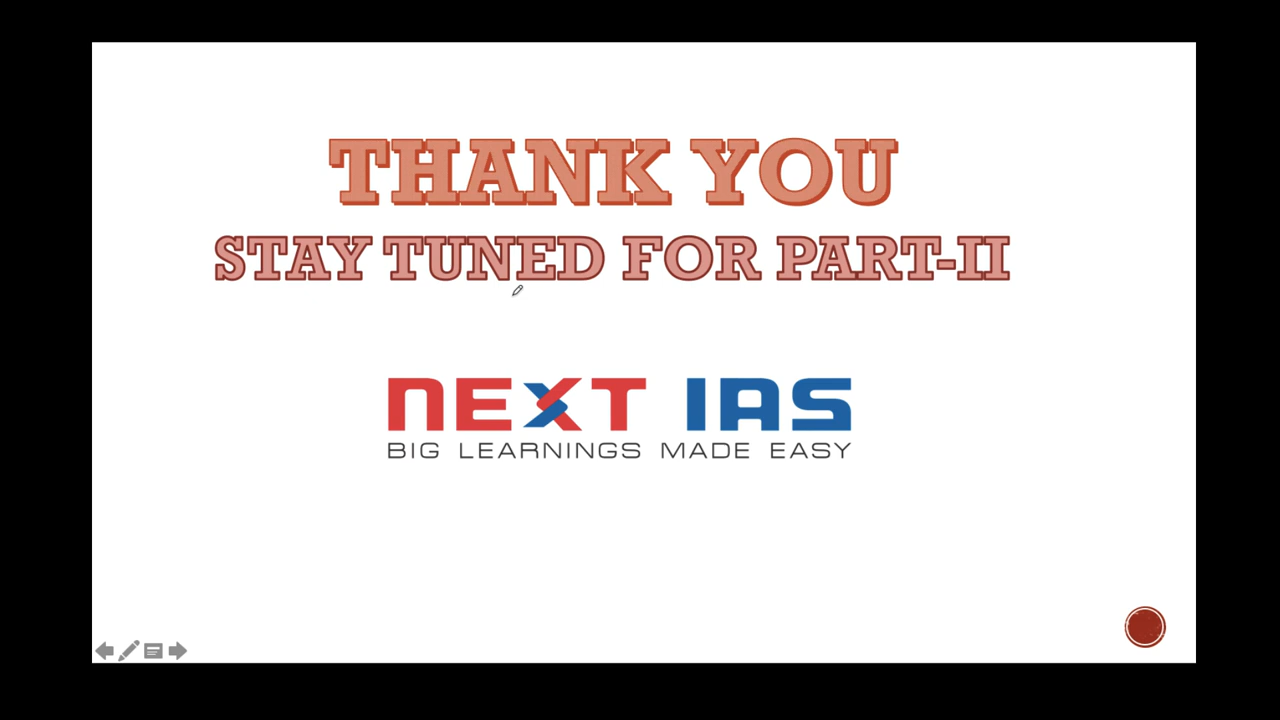 THANK YOU
STAY TUNED FOR PART-II
NEXT IAS
BIG LEARNINGS MADE EASY